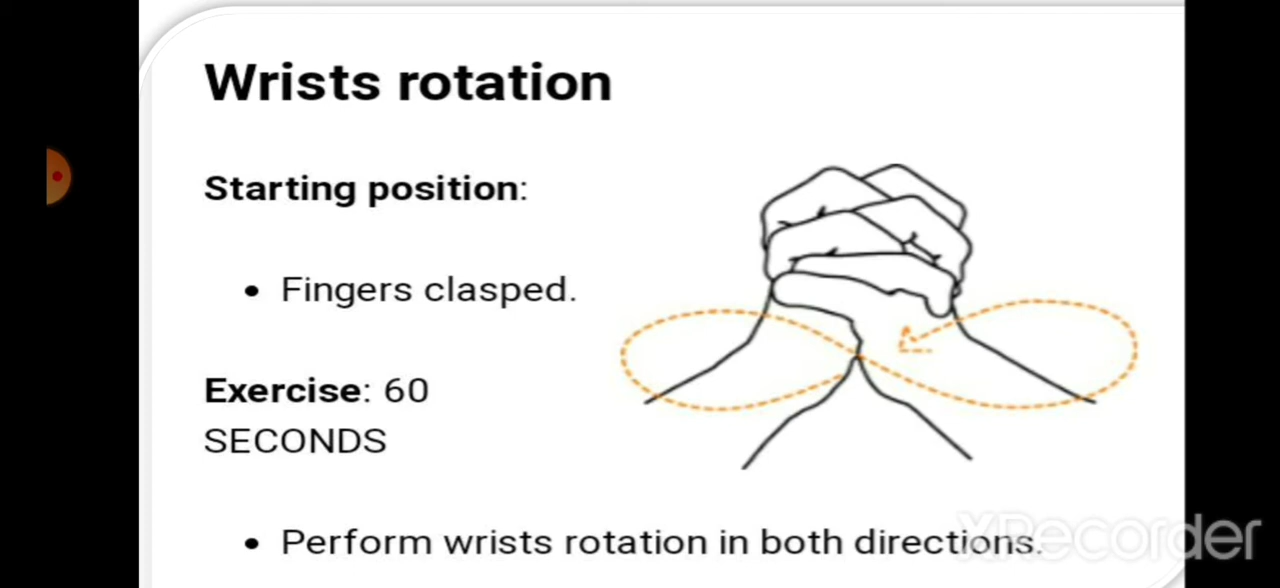 Wrists rotation
Starting position:
• Fingers clasped.
Exercise: 60
SECONDS
• Perform wrists rotation in both directions.
XRecorder